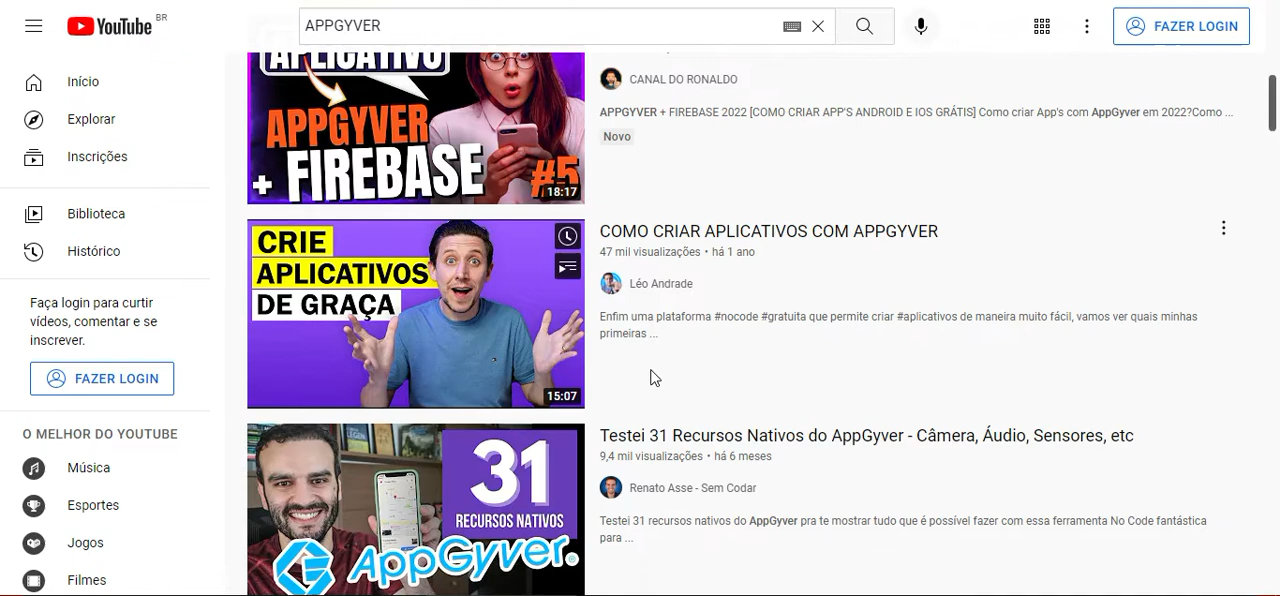 YouTube BR
APPGYVER
FAZER LOGIN
Início
Explorar
Inscrições
Biblioteca
Histórico
Faça login para curtir
vídeos, comentar e se
inscrever.
FAZER LOGIN
O MELHOR DO YOUTUBE
Música
Esportes
Jogos
Filmes
APLICATIVO
APPGYVER
+ FIREBASE
#5
18:17
CANAL DO RONALDO
APPGYVER + FIREBASE 2022 [COMO CRIAR APP'S ANDROID E IOS GRÁTIS] Como criar App's com AppGyver em 2022?Como ...
Novo
CRIE
APLICATIVOS
DE GRAÇA
15:07
COMO CRIAR APLICATIVOS COM APPGYVER
47 mil visualizações • há 1 ano
Léo Andrade
Enfim uma plataforma #nocode #gratuita que permite criar #aplicativos de maneira muito fácil, vamos ver quais minhas
primeiras ...
31
RECURSOS NATIVOS
AppGyver
Testei 31 Recursos Nativos do AppGyver - Câmera, Áudio, Sensores, etc
9,4 mil visualizações • há 6 meses
Renato Asse - Sem Codar
Testei 31 recursos nativos do AppGyver pra te mostrar tudo que é possível fazer com essa ferramenta No Code fantástica
para ...